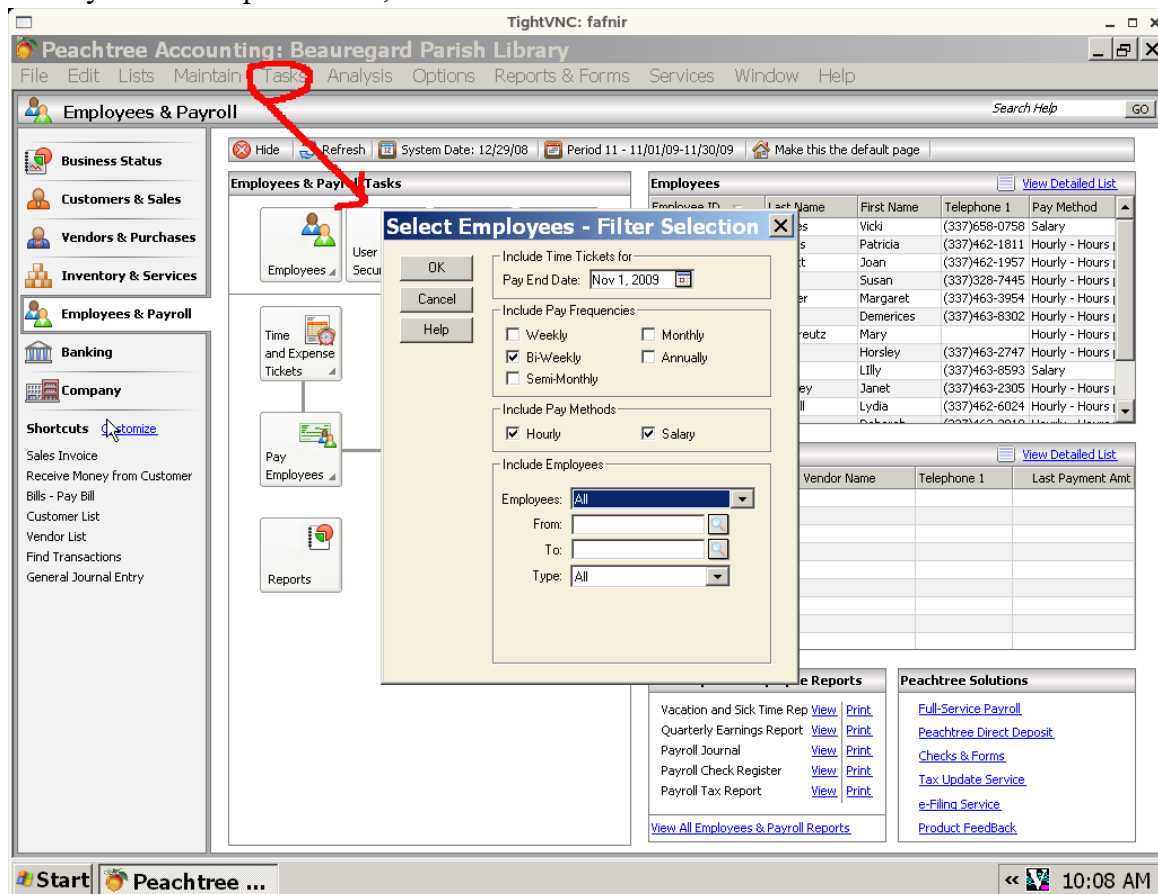 TightVNC: fafnir
Peachtree Accounting: Beauregard Parish Library
File Edit Lists Maintain Tasks Analysis Options Reports & Forms Services Window Help
Employees & Payroll
Search Help GO
Business Status
Customers & Sales
Vendors & Purchases
Inventory & Services
Employees & Payroll
Banking
Company
Shortcuts Customize
Sales Invoice
Receive Money from Customer
Bills - Pay Bill
Customer List
Vendor List
Find Transactions
General Journal Entry
Hide Refresh System Date: 12/29/08 Period 11 - 11/01/09-11/30/09 Make this the default page
Employees & Payroll Tasks
Employees
User
Secu
Time
and Expense
Tickets
Pay
Employees
Reports
Select Employees - Filter Selection
OK
Cancel
Help
Include Time Tickets for
Pay End Date: Nov 1, 2009
Include Pay Frequencies
Weekly Monthly
Bi-Weekly Annually
Semi-Monthly
Include Pay Methods
Hourly Salary
Include Employees
Employees: All
From:
To:
Type: All
Employees View Detailed List
Employee ID Last Name First Name Telephone 1 Pay Method
es Vicki (337)658-0758 Salary
s Patricia (337)462-1811 Hourly - Hours
tt Joan (337)462-1957 Hourly - Hours
Susan (337)328-7445 Hourly - Hours
er Margaret (337)463-3954 Hourly - Hours
Demerices (337)463-8302 Hourly - Hours
reutz Mary Hourly - Hours
Horsley (337)463-2747 Hourly - Hours
LIlly (337)463-8593 Salary
ey Janet (337)463-2305 Hourly - Hours
ll Lydia (337)462-6024 Hourly - Hours
View Detailed List
Vendor Name Telephone 1 Last Payment Amt
e Reports
Vacation and Sick Time Rep View Print
Quarterly Earnings Report View Print
Payroll Journal View Print
Payroll Check Register View Print
Payroll Tax Report View Print
View All Employees & Payroll Reports
Peachtree Solutions
Full-Service Payroll
Peachtree Direct Deposit
Checks & Forms
Tax Update Service
e-Filing Service
Product FeedBack
Start Peachtree ... « 10:08 AM